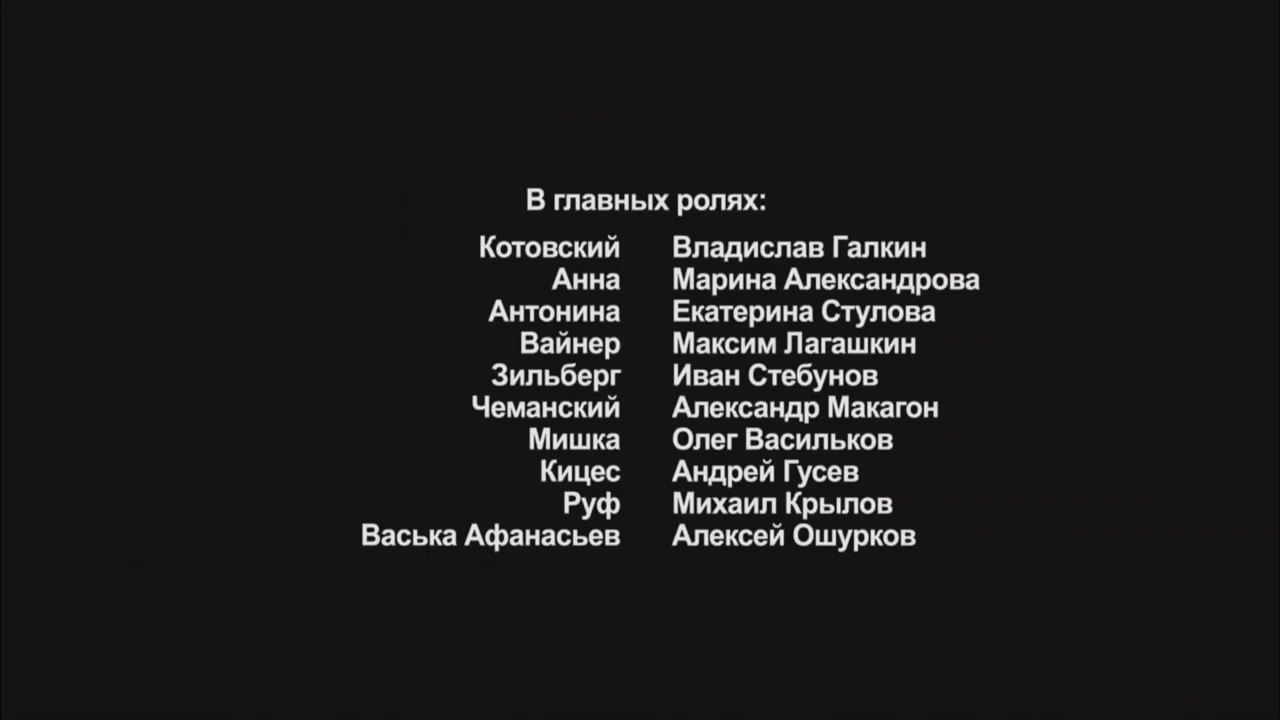 В главных ролях:
Котовский Владислав Галкин
Анна Марина Александрова
Антонина Екатерина Стулова
Вайнер Максим Лагашкин
Зильберг Иван Стебунов
Чеманский Александр Макагон
Мишка Олег Васильков
Кицес Андрей Гусев
Руф Михаил Крылов
Васька Афанасьев Алексей Ошурков